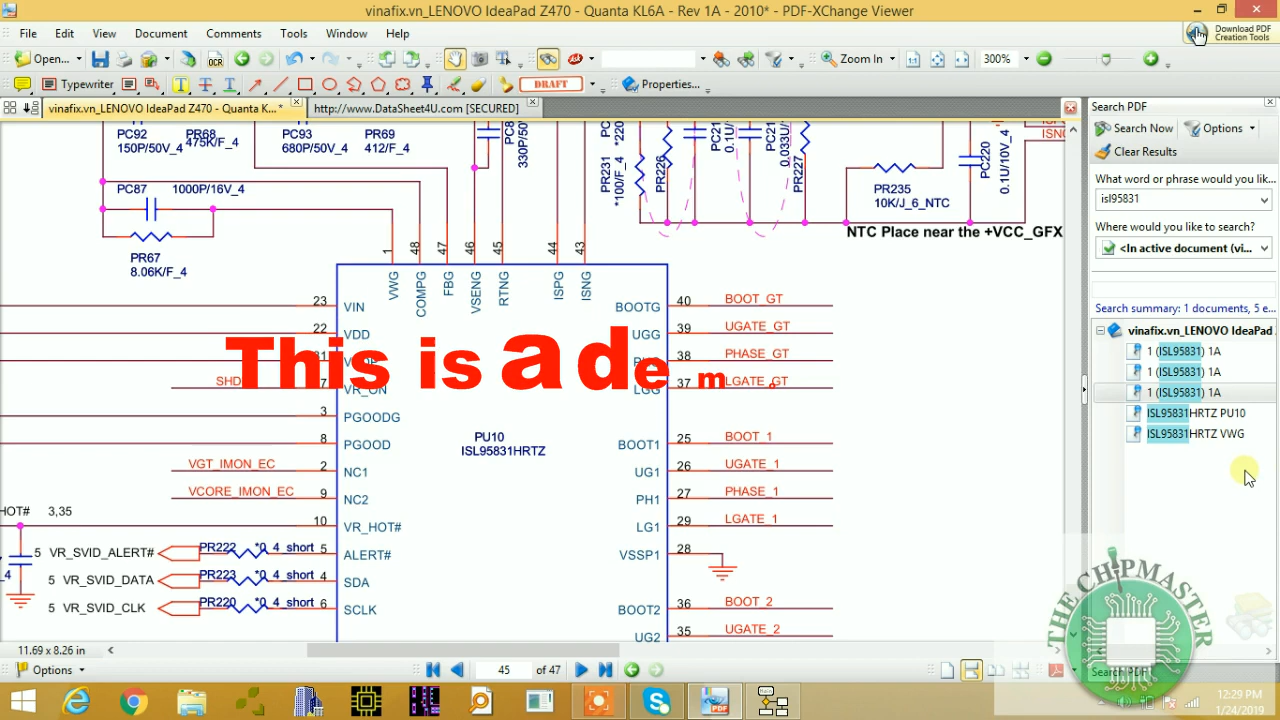 vinafix.vn_LENOVO IdeaPad Z470 - Quanta KL6A - Rev 1A - 2010* - PDF-XChange Viewer
File Edit View Document Comments Tools Window Help
Download PDF
Creation Tools
Open... OCR Zoom In 300%
Typewriter DRAFT Properties...
vinafix.vn_LENOVO IdeaPad Z470 - Quanta K... *
http://www.DataSheet4U.com [SECURED]
Search PDF
Search Now Options
Clear Results
What word or phrase would you lik...
isl95831
Where would you like to search?
<In active document (vi...
Search summary: 1 documents, 5 e...
vinafix.vn_LENOVO IdeaPad
1 (ISL95831) 1A
1 (ISL95831) 1A
1 (ISL95831) 1A
ISL95831HRTZ PU10
ISL95831HRTZ VWG
PC92
150P/50V_4
PR68
475K/F_4
PC93
680P/50V_4
PR69
412/F_4
330P/50V
PR231
*100/F_4
PR226
PC21
0.1U/
PC21
0.033U/
PR227
PR235
10K/J_6_NTC
PC220
0.1U/10V_4
ISNG
NTC Place near the +VCC_GFX
PC87
1000P/16V_4
PR67
8.06K/F_4
1 48 47 46 45 44 43
VWG COMPG FBG VSENG RTNG ISPG ISNG
23 VIN
22 VDD
VR_ON
3 PGOODG
8 PGOOD
VGT_IMON_EC 2 NC1
VCORE_IMON_EC 9 NC2
HOT# 3,35
10 VR_HOT#
5 VR_SVID_ALERT# PR222 *0_4_short 5 ALERT#
5 VR_SVID_DATA PR223 *0_4_short 4 SDA
5 VR_SVID_CLK PR220 *0_4_short 6 SCLK
PU10
ISL95831HRTZ
BOOTG 40 BOOT_GT
UGG 39 UGATE_GT
38 PHASE_GT
LGG 37 LGATE_GT
BOOT1 25 BOOT_1
UG1 26 UGATE_1
PH1 27 PHASE_1
LG1 29 LGATE_1
VSSP1 28
BOOT2 36 BOOT_2
UG2 35 UGATE_2
This is a dem
THE CHIPMASTER
11.69 x 8.26 in
Options 45 of 47
12:29 PM
1/24/2019